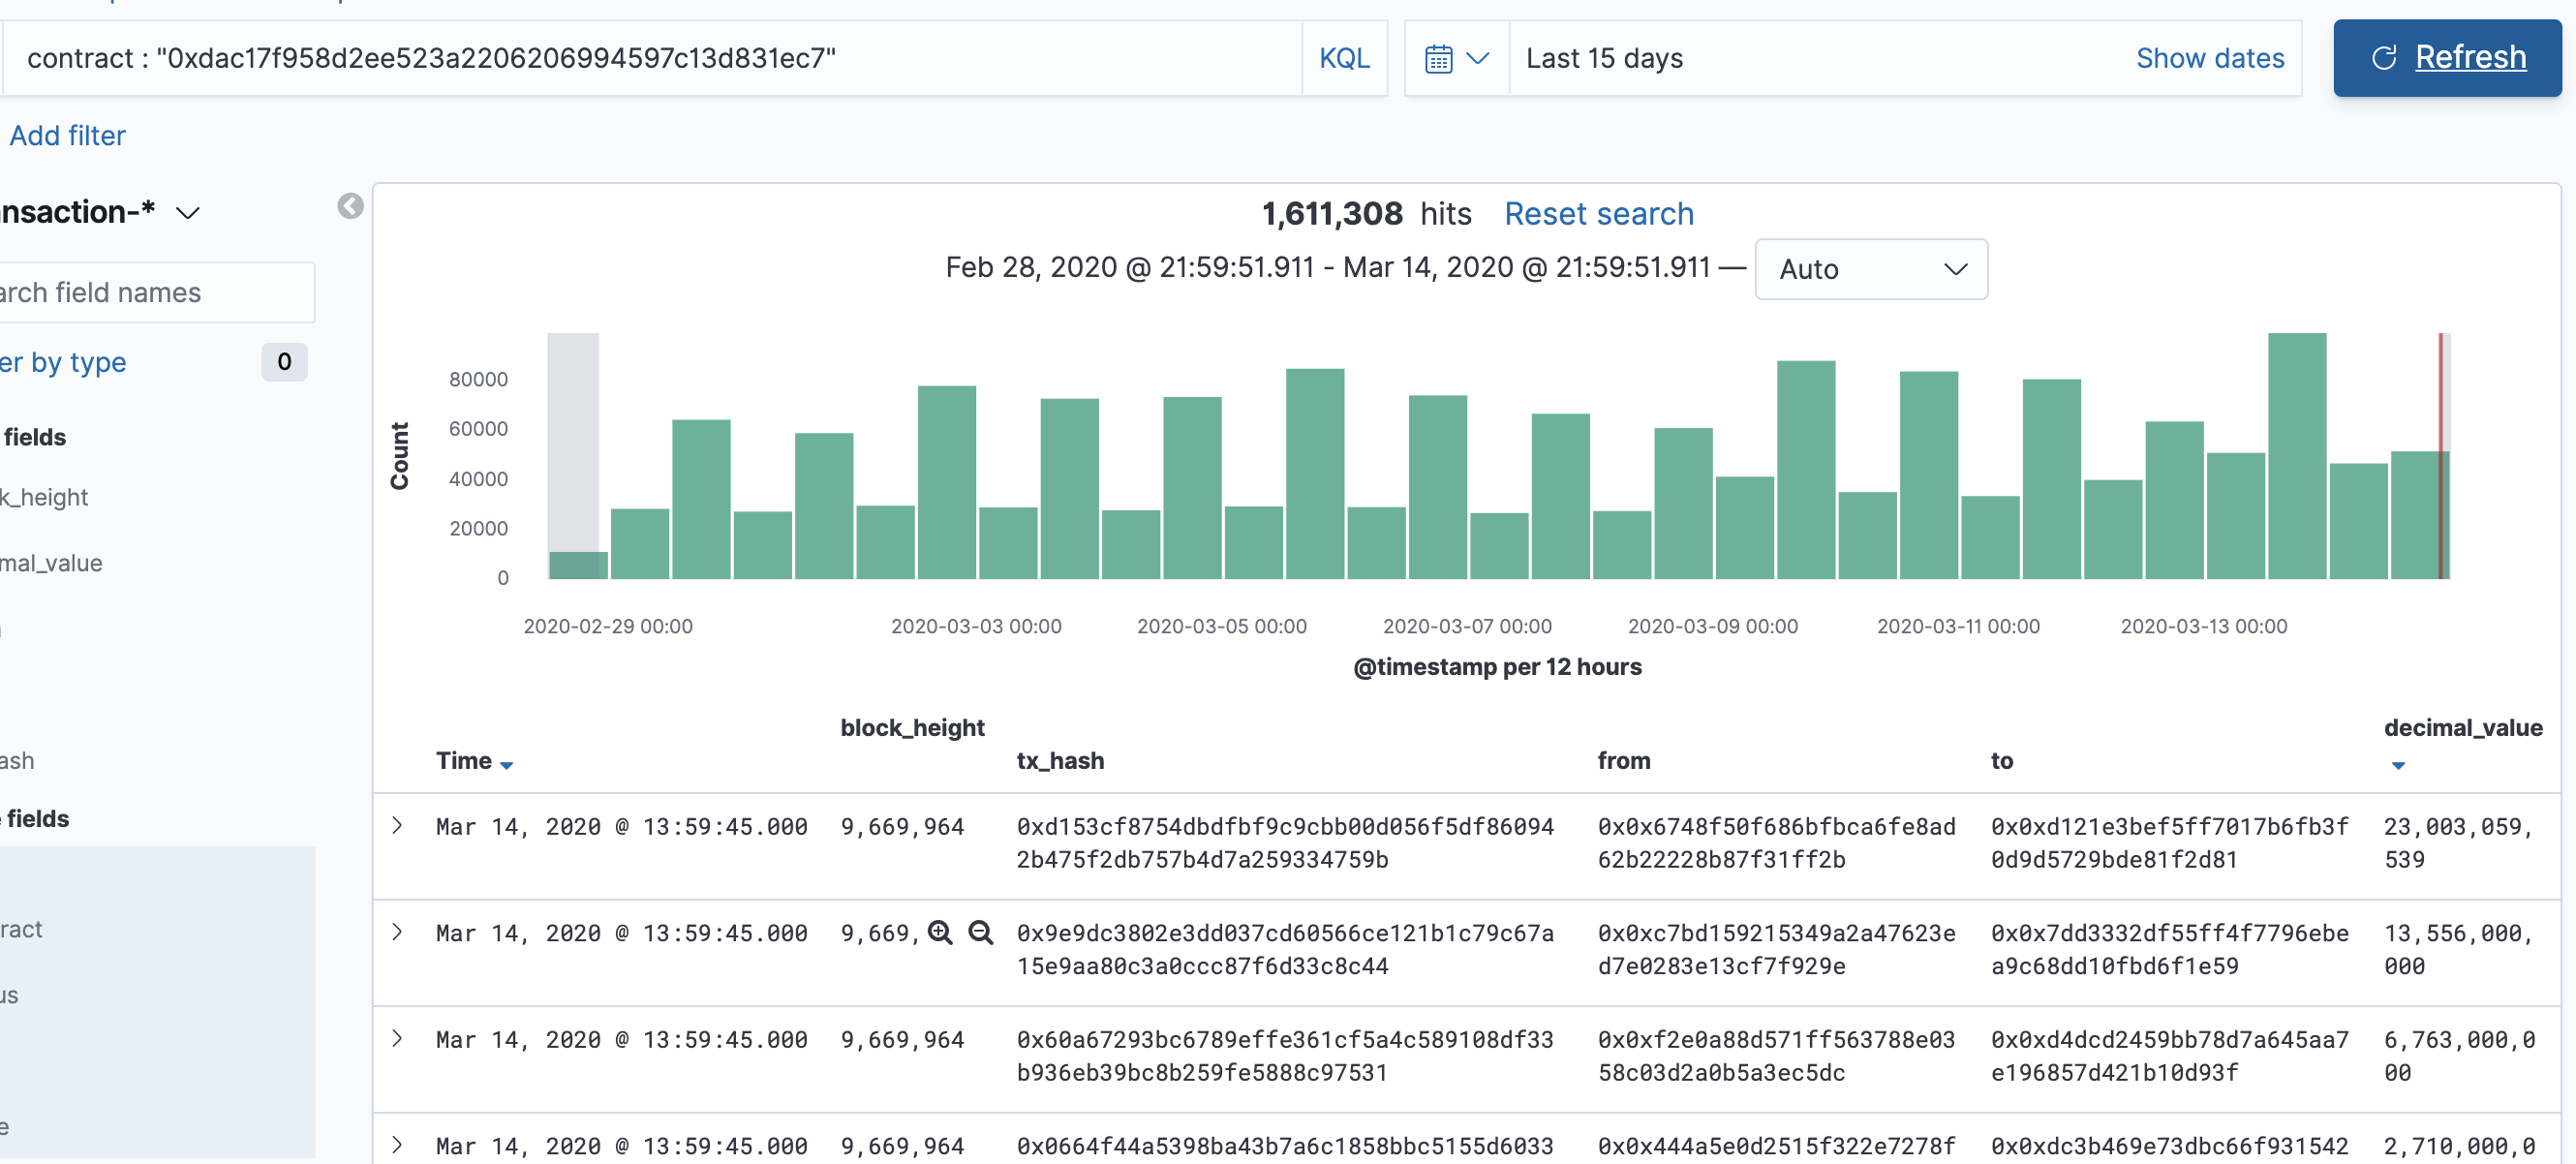 contract : "0xdac17f958d2ee523a2206206994597c13d831ec7"
KQL
Last 15 days
Show dates
Refresh
Add filter
nsaction-*
arch field names
er by type
0
fields
k_height
mal_value
ash
fields
ract
us
e
1,611,308 hits Reset search
Feb 28, 2020 @ 21:59:51.911 - Mar 14, 2020 @ 21:59:51.911 —
Auto
Count
80000
60000
40000
20000
0
2020-02-29 00:00
2020-03-03 00:00
2020-03-05 00:00
2020-03-07 00:00
2020-03-09 00:00
2020-03-11 00:00
2020-03-13 00:00
@timestamp per 12 hours
Time
block_height
tx_hash
from
to
decimal_value
Mar 14, 2020 @ 13:59:45.000
9,669,964
0xd153cf8754dbdfbf9c9cbb00d056f5df86094
2b475f2db757b4d7a259334759b
0x0x6748f50f686bfbca6fe8ad
62b22228b87f31ff2b
0x0xd121e3bef5ff7017b6fb3f
0d9d5729bde81f2d81
23,003,059,
539
Mar 14, 2020 @ 13:59:45.000
9,669,
0x9e9dc3802e3dd037cd60566ce121b1c79c67a
15e9aa80c3a0ccc87f6d33c8c44
0x0xc7bd159215349a2a47623e
d7e0283e13cf7f929e
0x0x7dd3332df55ff4f7796ebe
a9c68dd10fbd6f1e59
13,556,000,
000
Mar 14, 2020 @ 13:59:45.000
9,669,964
0x60a67293bc6789effe361cf5a4c589108df33
b936eb39bc8b259fe5888c97531
0x0xf2e0a88d571ff563788e03
58c03d2a0b5a3ec5dc
0x0xd4dcd2459bb78d7a645aa7
e196857d421b10d93f
6,763,000,0
00
Mar 14, 2020 @ 13:59:45.000
9,669,964
0x0664f44a5398ba43b7a6c1858bbc5155d6033
0x0x444a5e0d2515f322e7278f
0x0xdc3b469e73dbc66f931542
2,710,000,0